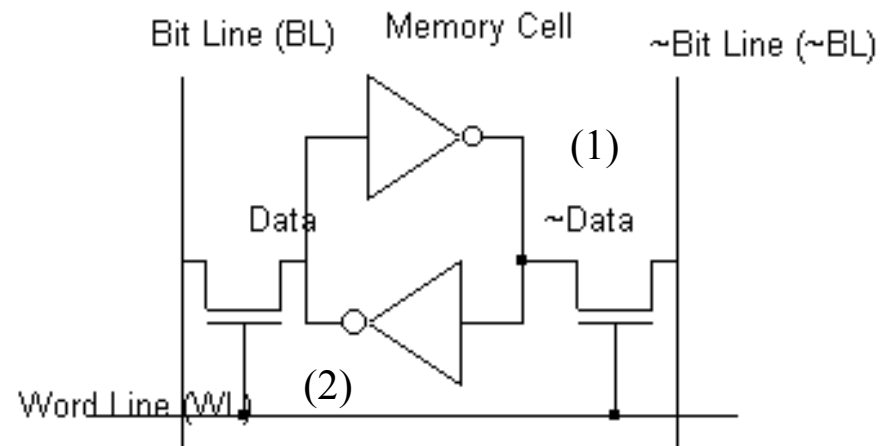 Bit Line (BL)
Memory Cell
~Bit Line (~BL)
(1)
Data
~Data
(2)
Word Line (WL)